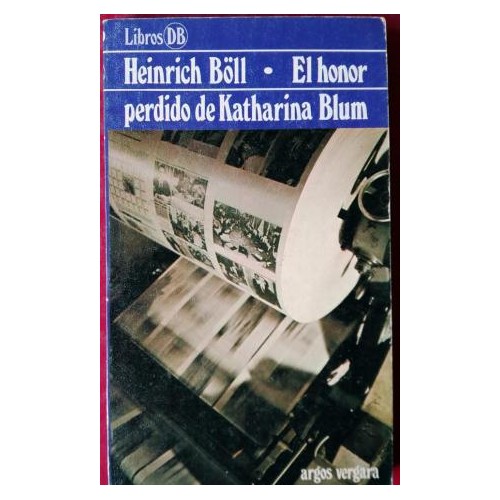 Libros DB
Heinrich Böll • El honor
perdido de Katharina Blum
argos vergara